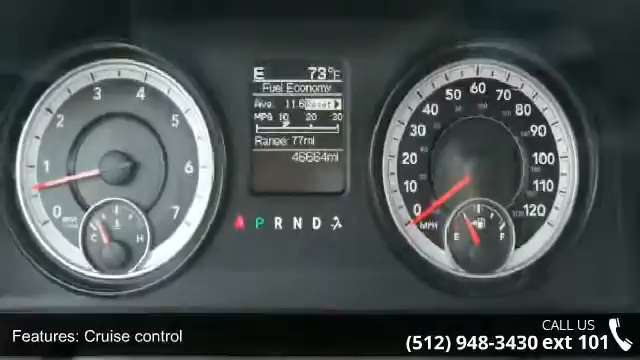 E 73°F
Fuel Economy
Avg. 11.6 Reset
MPG 10 20 30
Range: 77mi
46664mi
0 1 2 3 4 5 6 7
C H
P R N D
0 10 20 30 40 50 60 70 80 90 100 110 120
MPH
E F
Features: Cruise control
CALL US
(512) 948-3430 ext 101